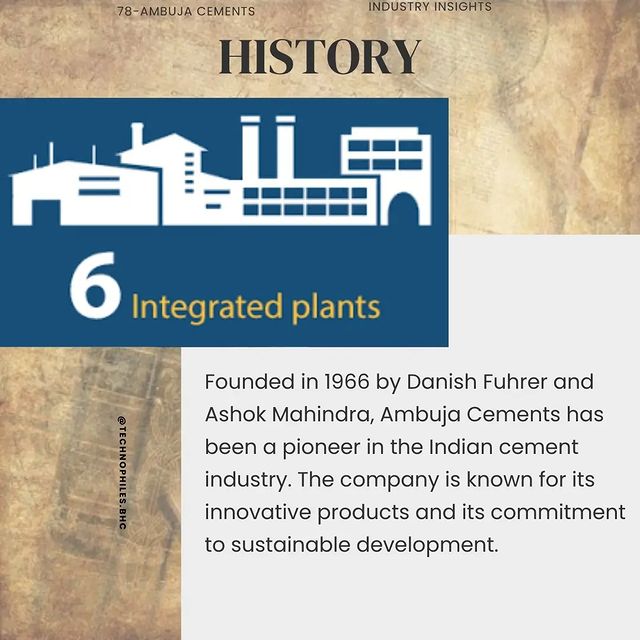 78-AMBUJA CEMENTS
INDUSTRY INSIGHTS
HISTORY
6 Integrated plants
Founded in 1966 by Danish Fuhrer and
Ashok Mahindra, Ambuja Cements has
been a pioneer in the Indian cement
industry. The company is known for its
innovative products and its commitment
to sustainable development.
@TECHNOPHILES.BHC